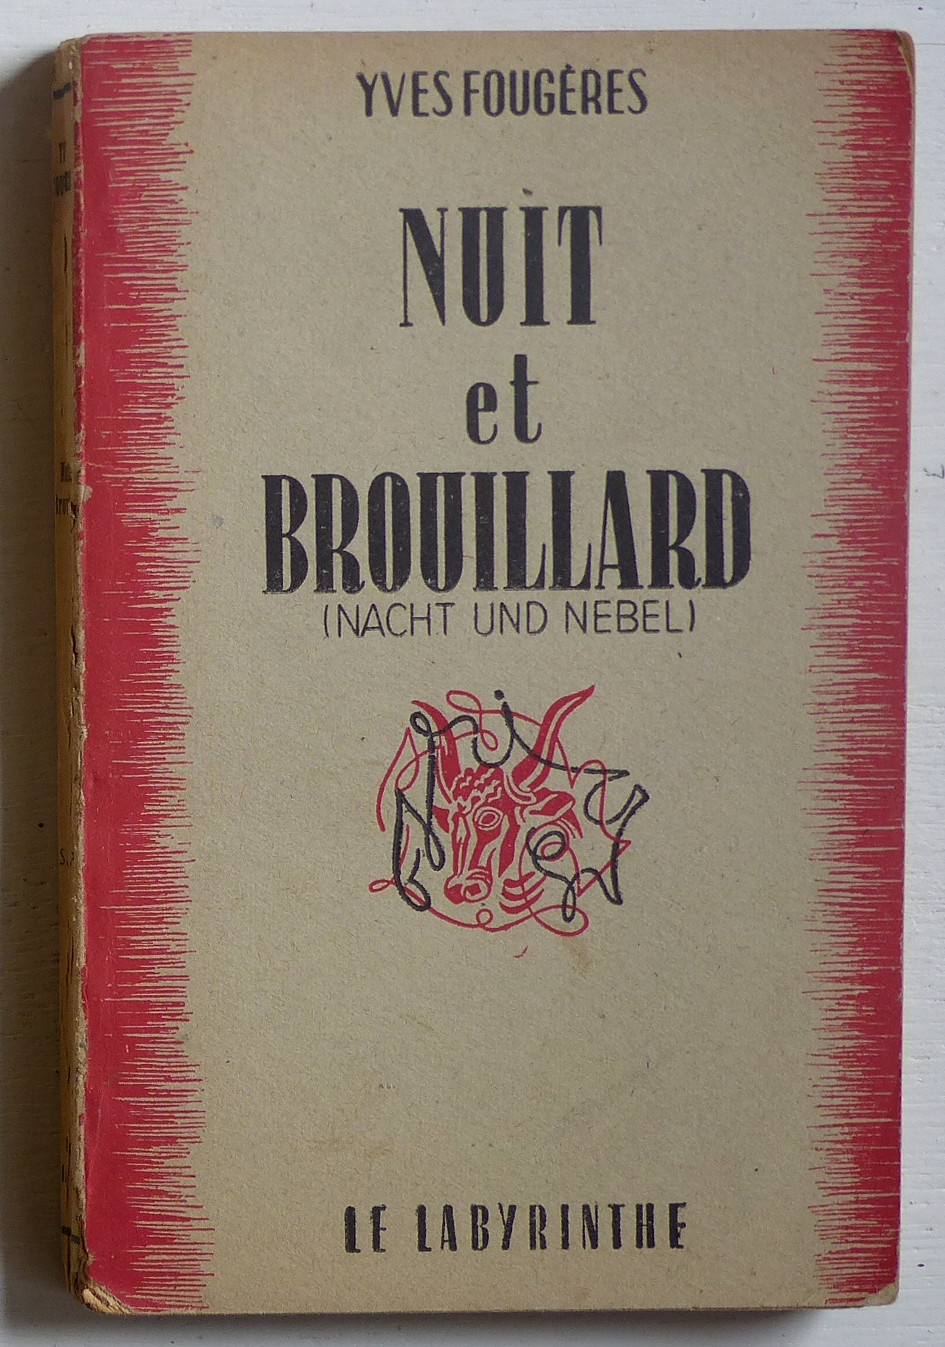 YVES FOUGÈRES
NUIT
et
BROUILLARD
(NACHT UND NEBEL)
LE LABYRINTHE